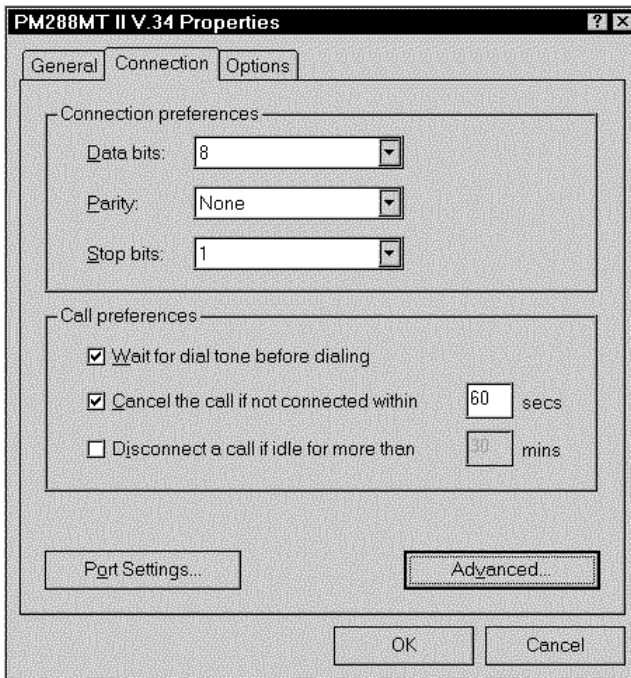 PM288MT II V.34 Properties
General Connection Options
Connection preferences
Data bits: 8
Parity: None
Stop bits: 1
Call preferences
Wait for dial tone before dialing
Cancel the call if not connected within 60 secs
Disconnect a call if idle for more than 30 mins
Port Settings... Advanced...
OK Cancel